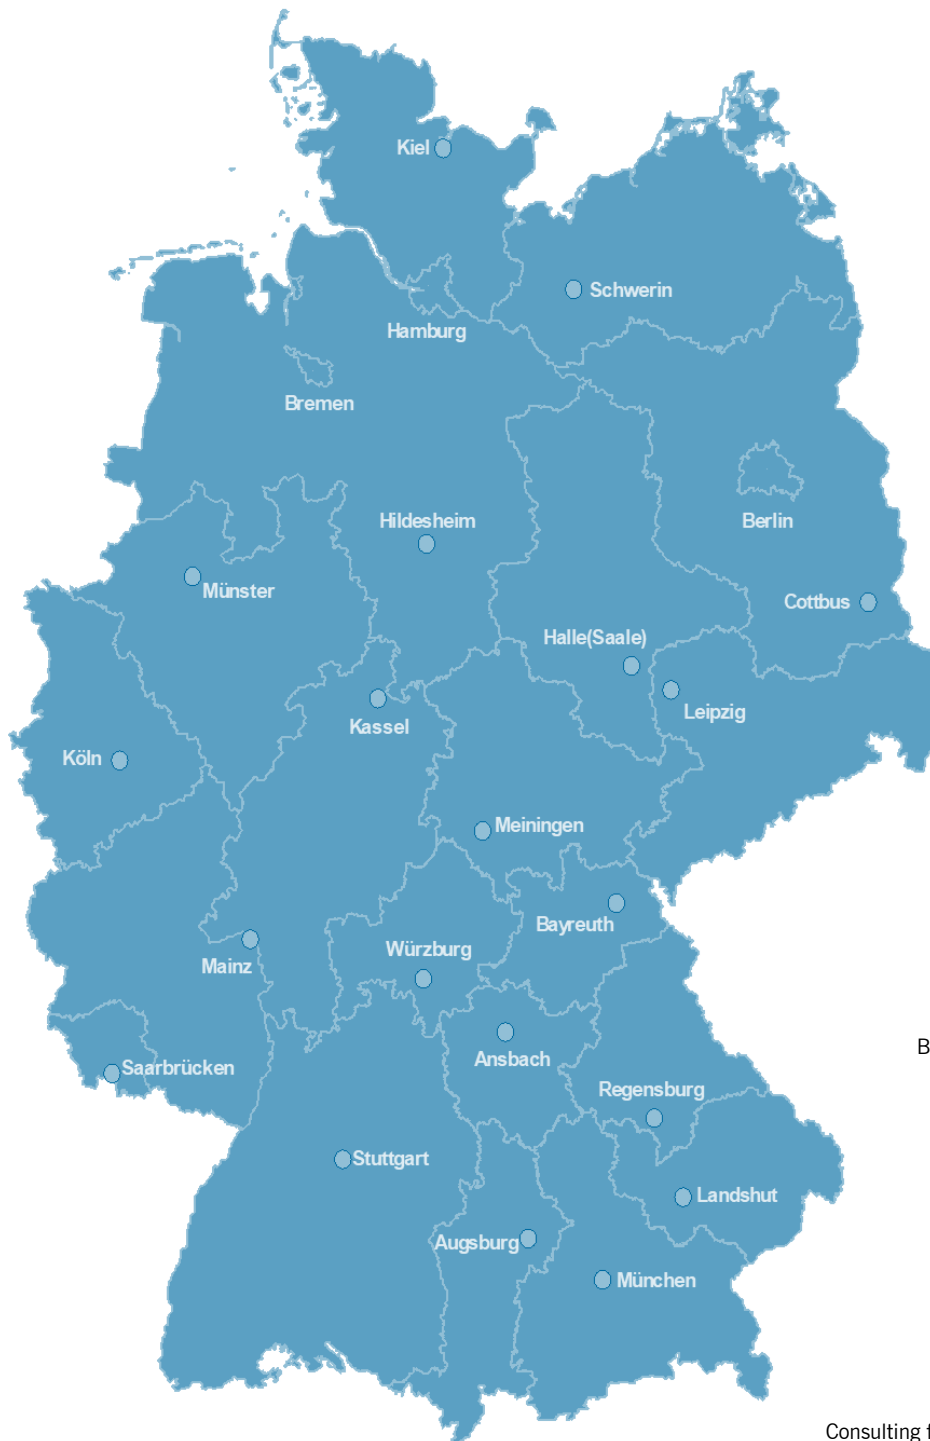 Kiel
Schwerin
Hamburg
Bremen
Hildesheim
Berlin
Münster
Cottbus
Halle(Saale)
Leipzig
Kassel
Köln
Meiningen
Bayreuth
Würzburg
Mainz
B
Ansbach
Saarbrücken
Regensburg
Stuttgart
Landshut
Augsburg
München
Consulting f